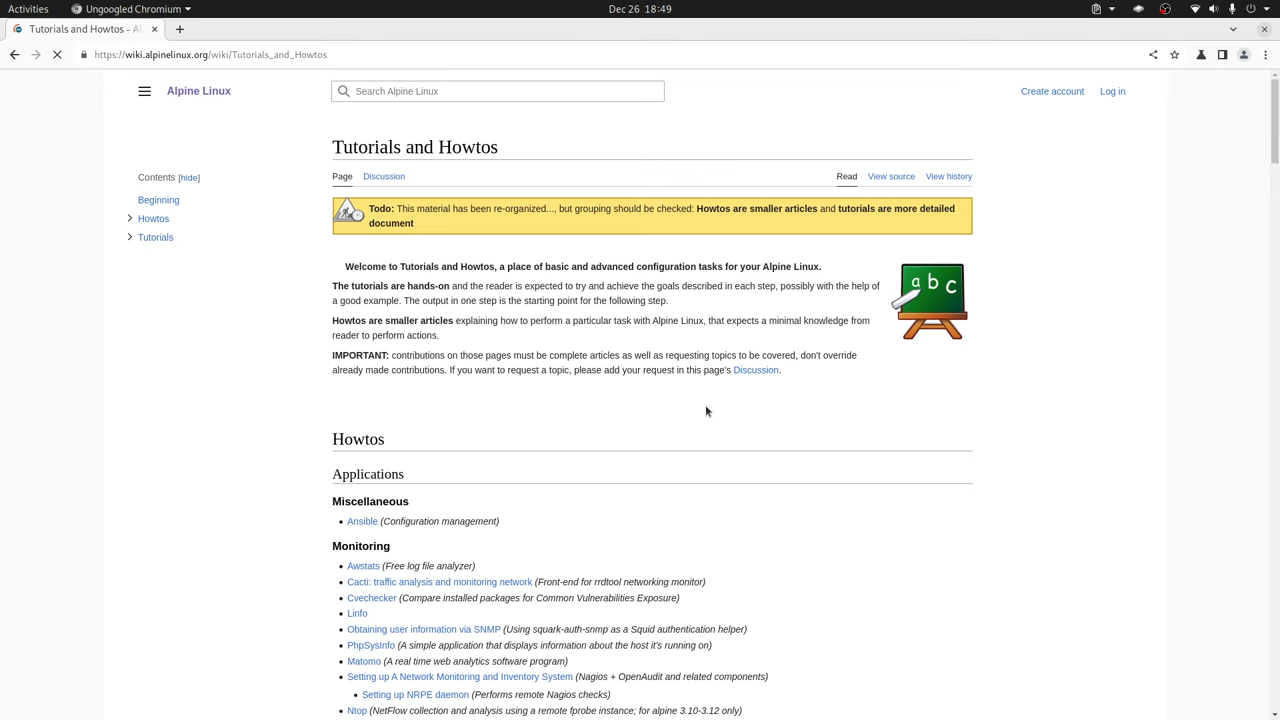 Dec 26 18:49
Tutorials and Howtos - Al
https://wiki.alpinelinux.org/wiki/Tutorials_and_Howtos
Alpine Linux
Search Alpine Linux
Create account
Log in
Tutorials and Howtos
Contents [hide]
Beginning
Howtos
Tutorials
Page
Discussion
Read
View source
View history
Todo: This material has been re-organized..., but grouping should be checked: Howtos are smaller articles and tutorials are more detailed
document
Welcome to Tutorials and Howtos, a place of basic and advanced configuration tasks for your Alpine Linux.
The tutorials are hands-on and the reader is expected to try and achieve the goals described in each step, possibly with the help of
a good example. The output in one step is the starting point for the following step.
Howtos are smaller articles explaining how to perform a particular task with Alpine Linux, that expects a minimal knowledge from
reader to perform actions.
IMPORTANT: contributions on those pages must be complete articles as well as requesting topics to be covered, don't override
already made contributions. If you want to request a topic, please add your request in this page's Discussion.
a b c
Howtos
Applications
Miscellaneous
Ansible (Configuration management)
Monitoring
Awstats (Free log file analyzer)
Cacti: traffic analysis and monitoring network (Front-end for rrdtool networking monitor)
Cvechecker (Compare installed packages for Common Vulnerabilities Exposure)
Linfo
Obtaining user information via SNMP (Using squark-auth-snmp as a Squid authentication helper)
PhpSysInfo (A simple application that displays information about the host it's running on)
Matomo (A real time web analytics software program)
Setting up A Network Monitoring and Inventory System (Nagios + OpenAudit and related components)
Setting up NRPE daemon (Performs remote Nagios checks)
Ntop (NetFlow collection and analysis using a remote fprobe instance; for alpine 3.10-3.12 only)